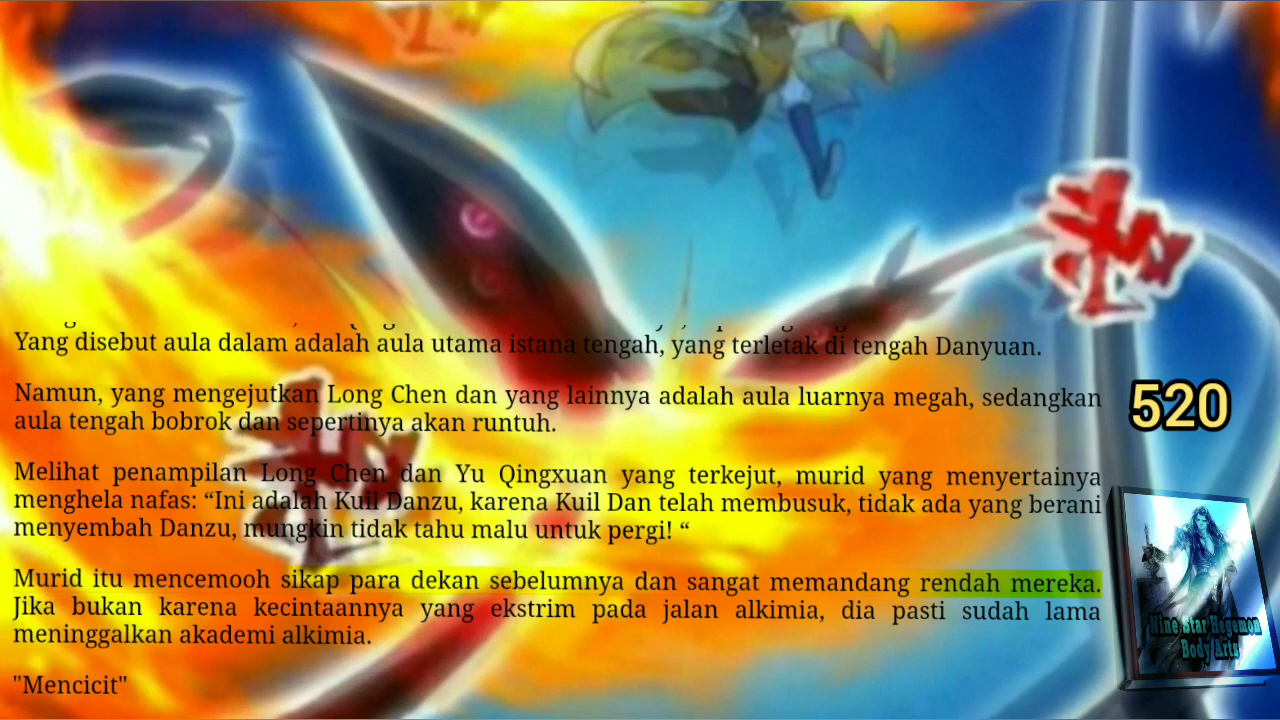 Yang disebut aula dalam adalah aula utama istana tengah, yang terletak di tengah Danyuan.
Namun, yang mengejutkan Long Chen dan yang lainnya adalah aula luarnya megah, sedangkan
aula tengah bobrok dan sepertinya akan runtuh.
520
Melihat penampilan Long Chen dan Yu Qingxuan yang terkejut, murid yang menyertainya
menghela nafas: “Ini adalah Kuil Danzu, karena Kuil Dan telah membusuk, tidak ada yang berani
menyembah Danzu, mungkin tidak tahu malu untuk pergi! “
Murid itu mencemooh sikap para dekan sebelumnya dan sangat memandang rendah mereka.
Jika bukan karena kecintaannya yang ekstrim pada jalan alkimia, dia pasti sudah lama
meninggalkan akademi alkimia.
"Mencicit"
Nine Star Hegemon
Body Arts